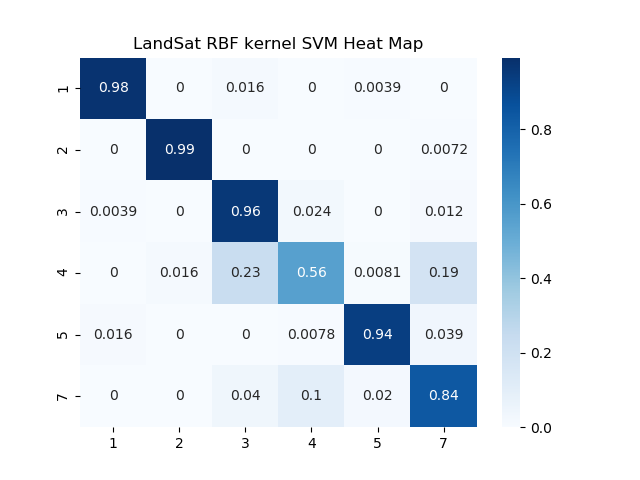 LandSat RBF kernel SVM Heat Map
1 0.98 0 0.016 0 0.0039 0
2 0 0.99 0 0 0 0.0072
3 0.0039 0 0.96 0.024 0 0.012
4 0 0.016 0.23 0.56 0.0081 0.19
5 0.016 0 0 0.0078 0.94 0.039
7 0 0 0.04 0.1 0.02 0.84
1 2 3 4 5 7
0.8
0.6
0.4
0.2
0.0